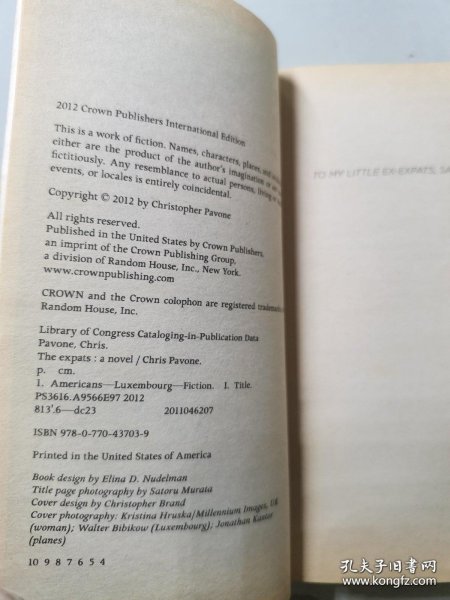 2012 Crown Publishers International Edition
This is a work of fiction. Names, characters, places, and
either are the product of the author's imagination or are
fictitiously. Any resemblance to actual persons, living or
events, or locales is entirely coincidental.
Copyright © 2012 by Christopher Pavone
All rights reserved.
Published in the United States by Crown Publishers,
an imprint of the Crown Publishing Group,
a division of Random House, Inc., New York.
www.crownpublishing.com
CROWN and the Crown colophon are registered trademarks
Random House, Inc.
Library of Congress Cataloging-in-Publication Data
Pavone, Chris.
The expats : a novel / Chris Pavone.
p. cm.
1. Americans—Luxembourg—Fiction. I. Title.
PS3616.A9566E97 2012
813'.6—dc23 2011046207
ISBN 978-0-770-43703-9
Printed in the United States of America
Book design by Elina D. Nudelman
Title page photography by Satoru Murata
Cover design by Christopher Brand
Cover photography: Kristina Hruska/Millennium Images, UK
(woman); Walter Bibikow (Luxembourg); Jonathan Kantor
(planes)
10 9 8 7 6 5 4
TO MY LITTLE EX-EXPATS, SA
孔夫子旧书网
www.kongfz.com